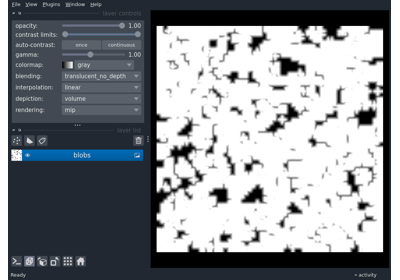 File View Plugins Window Help
layer controls
opacity: 1.00
contrast limits:
auto-contrast: once continuous
gamma: 1.00
colormap: gray
blending: translucent_no_depth
interpolation: linear
depiction: volume
rendering: mip
layer list
blobs
Ready activity